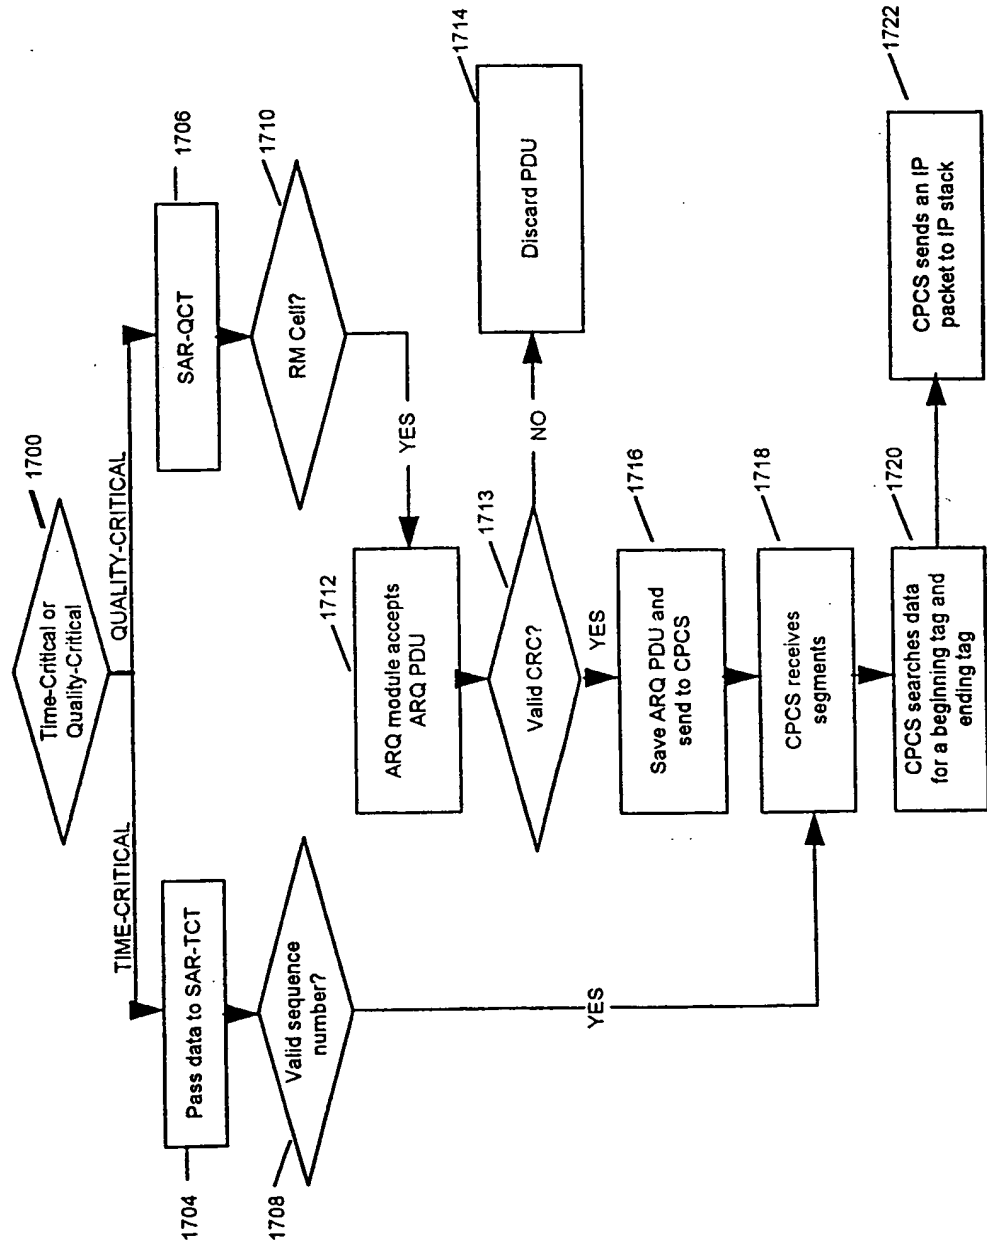 1700
Time-Critical or
Quality-Critical
TIME-CRITICAL
QUALITY-CRITICAL
1704
Pass data to SAR-TCT
SAR-QCT
1706
1708
Valid sequence
number?
RM Cell?
1710
YES
1712
ARQ module accepts
ARQ PDU
1713
Valid CRC?
NO
Discard PDU
1714
YES
Save ARQ PDU and
send to CPCS
1716
YES
CPCS receives
segments
1718
CPCS searches data
for a beginning tag and
ending tag
1720
CPCS sends an IP
packet to IP stack
1722